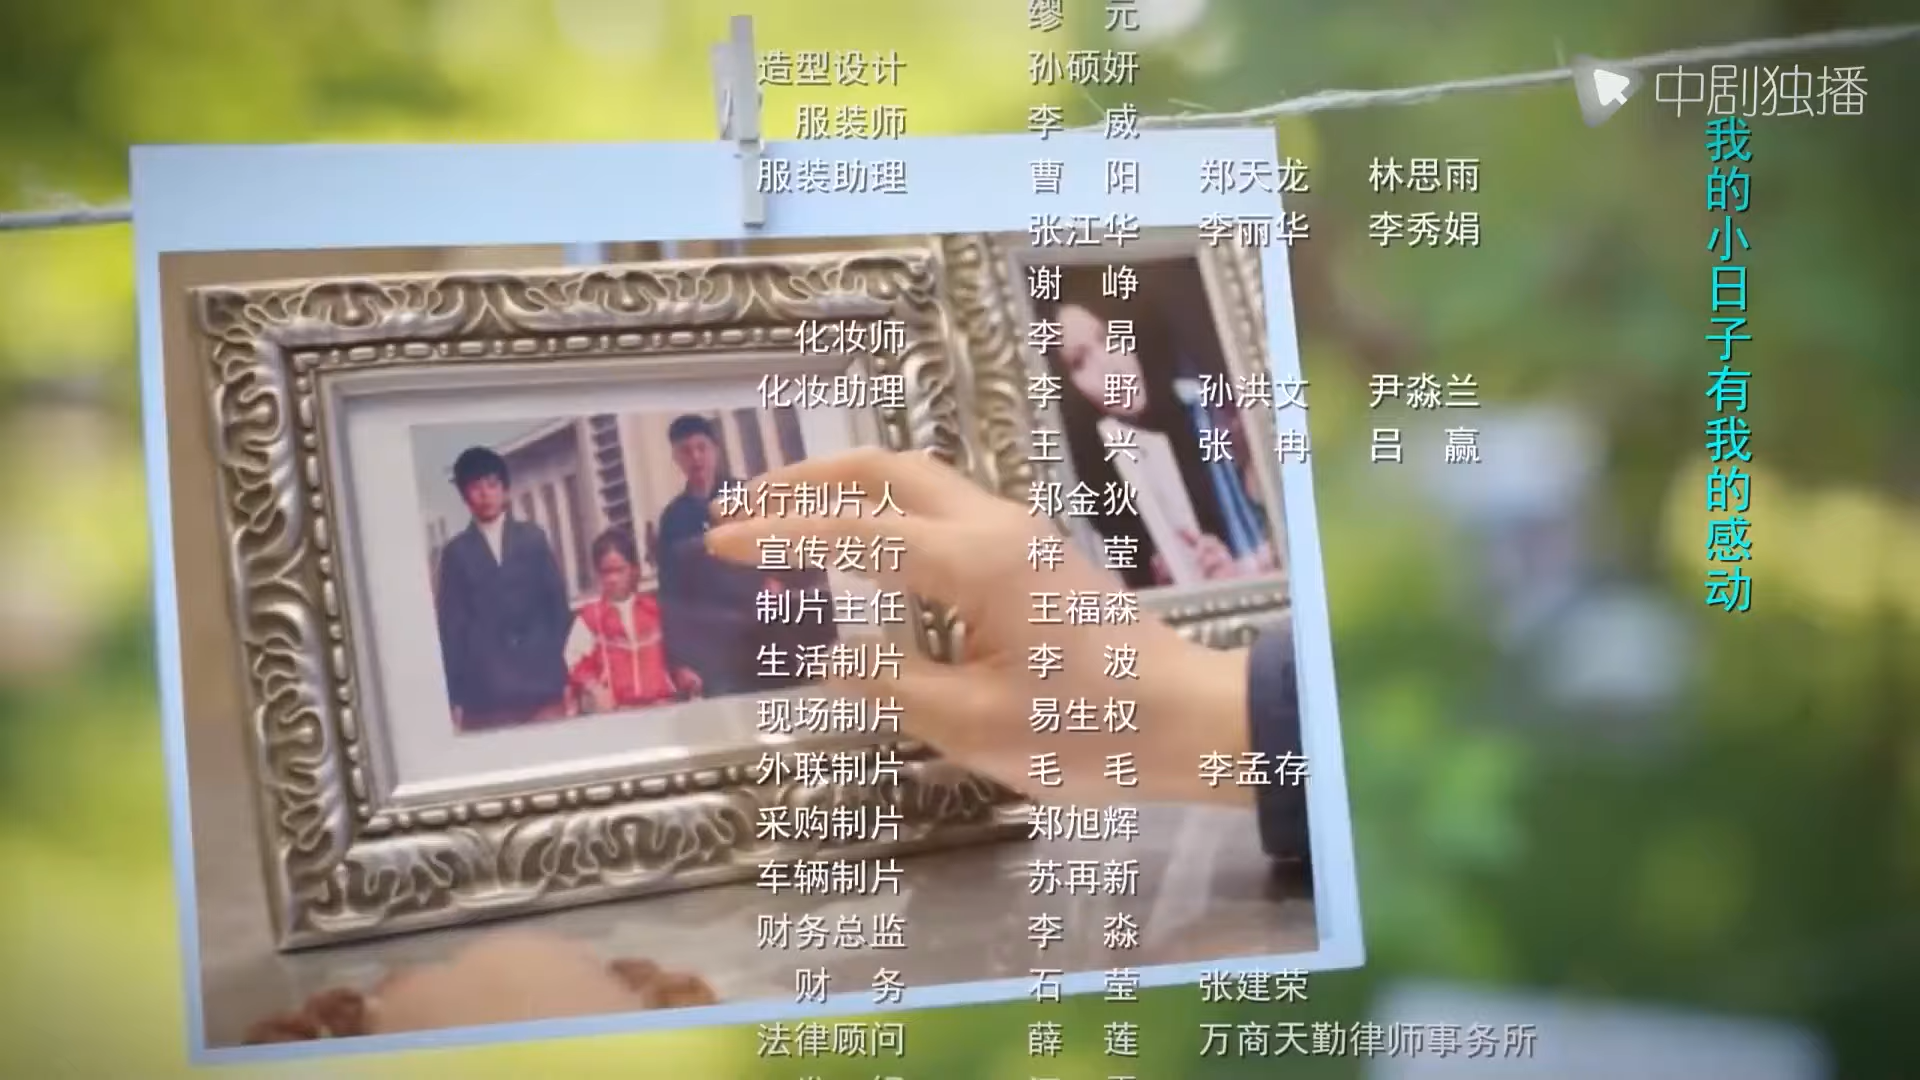 缪 元
造型设计 孙硕妍
服装师 李 威
服装助理 曹 阳 郑天龙 林思雨
张江华 李丽华 李秀娟
谢 峥
化妆师 李 昂
化妆助理 李 野 孙洪文 尹淼兰
王 兴 张 冉 吕 赢
执行制片人 郑金狄
宣传发行 梓 莹
制片主任 王福森
生活制片 李 波
现场制片 易生权
外联制片 毛 毛 李孟存
采购制片 郑旭辉
车辆制片 苏再新
财务总监 李 淼
财 务 石 莹 张建荣
法律顾问 薛 莲 万商天勤律师事务所
中剧独播
我的小日子有我的感动